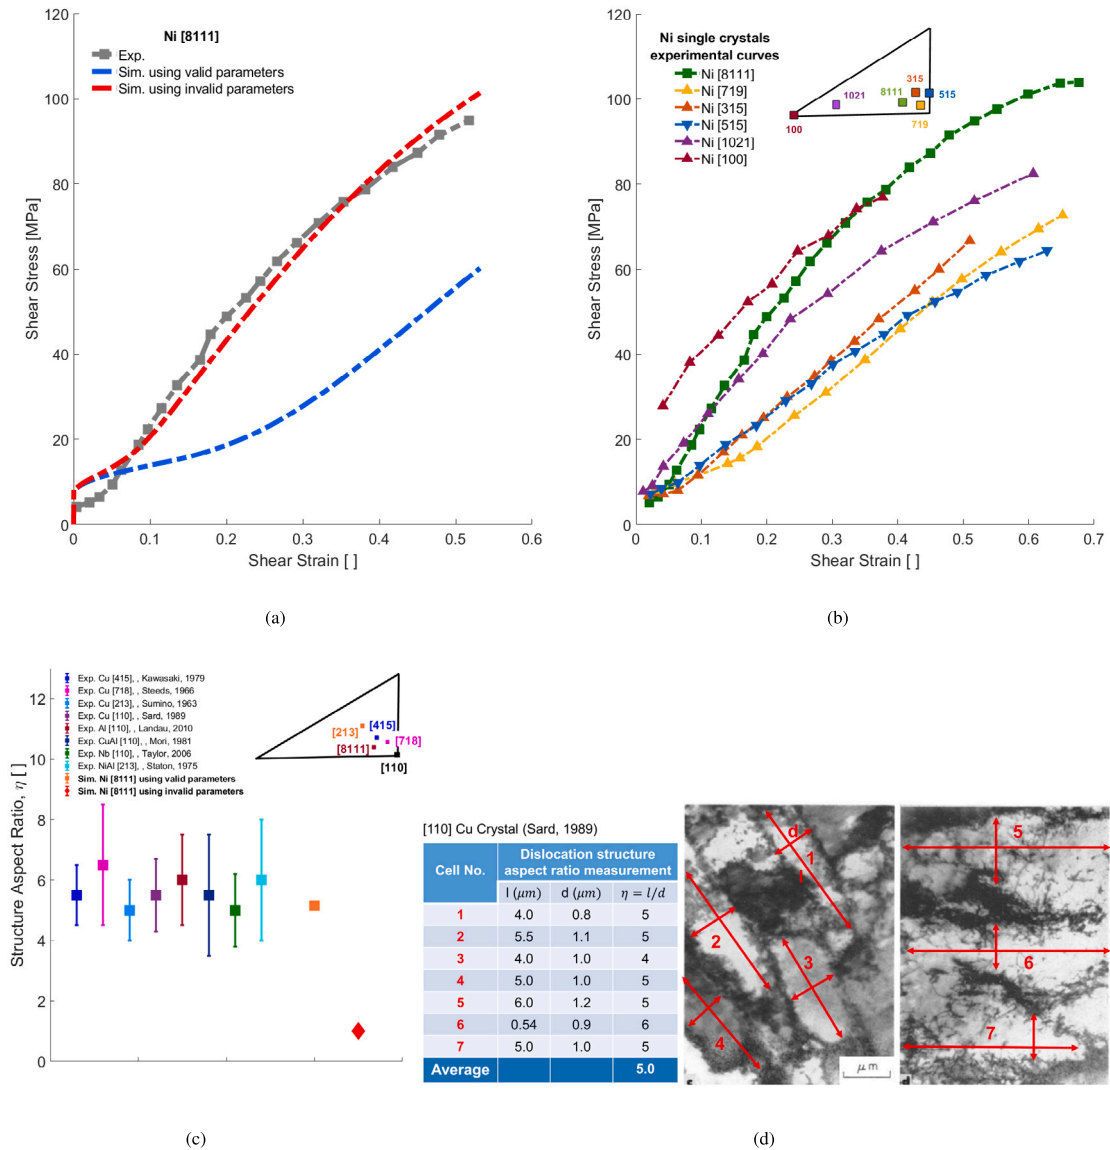 Ni [8111]
Exp.
Sim. using valid parameters
Sim. using invalid parameters
120
100
80
60
40
20
0
Shear Stress [MPa]
0
0.1
0.2
0.3
0.4
0.5
0.6
Shear Strain [ ]
(a)
Ni single crystals
experimental curves
Ni [8111]
Ni [719]
Ni [315]
Ni [515]
Ni [1021]
Ni [100]
315
8111
515
1021
719
100
120
100
80
60
40
20
0
Shear Stress [MPa]
0
0.1
0.2
0.3
0.4
0.5
0.6
0.7
Shear Strain [ ]
(b)
Exp. Cu [415], , Kawasaki, 1979
Exp. Cu [718], , Steeds, 1966
Exp. Cu [213], , Sumino, 1963
Exp. Cu [110], , Sard, 1989
Exp. Al [110], , Landau, 2010
Exp. CuAl [110], , Mori, 1981
Exp. Nb [110], , Taylor, 2006
Exp. NiAl [213], , Staton, 1975
Sim. Ni [8111] using valid parameters
Sim. Ni [8111] using invalid parameters
[213]
[415]
[718]
[8111]
[110]
12
10
8
6
4
2
0
Structure Aspect Ratio, η [ ]
(c)
[110] Cu Crystal (Sard, 1989)
Cell No. Dislocation structure
aspect ratio measurement
l (μm) d (μm) η = l/d
1 4.0 0.8 5
2 5.5 1.1 5
3 4.0 1.0 4
4 5.0 1.0 5
5 6.0 1.2 5
6 0.54 0.9 6
7 5.0 1.0 5
Average 5.0
d
1
l
2
3
4
μm
c
5
6
7
d
(d)